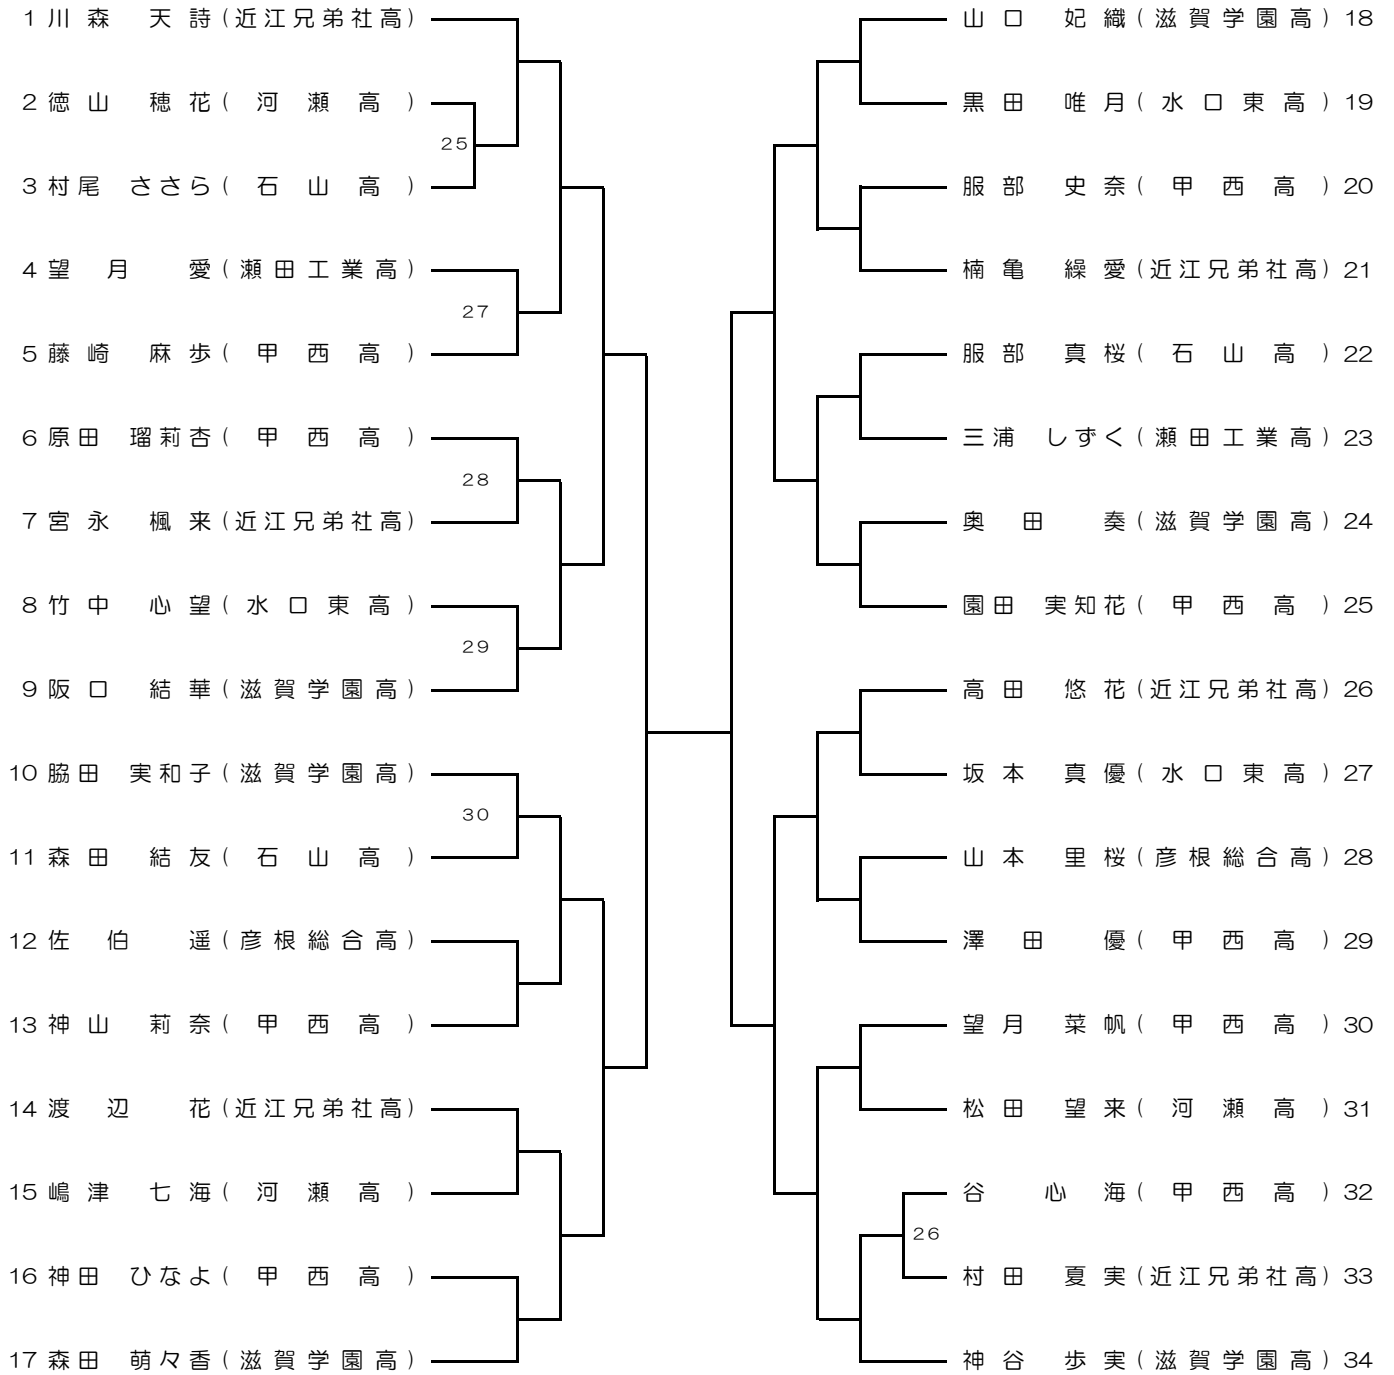 1 川森 天詩(近江兄弟社高)
2 徳山 穂花(河瀬高)
25
3 村尾 ささら(石山高)
4 望月 愛(瀬田工業高)
27
5 藤崎 麻歩(甲西高)
6 原田 瑠莉杏(甲西高)
28
7 宮永 楓来(近江兄弟社高)
8 竹中 心望(水口東高)
29
9 阪口 結華(滋賀学園高)
10 脇田 実和子(滋賀学園高)
30
11 森田 結友(石山高)
12 佐伯 遥(彦根総合高)
13 神山 莉奈(甲西高)
14 渡辺 花(近江兄弟社高)
15 嶋津 七海(河瀬高)
16 神田 ひなよ(甲西高)
17 森田 萌々香(滋賀学園高)
山口 妃織(滋賀学園高) 18
黒田 唯月(水口東高) 19
服部 史奈(甲西高) 20
楠亀 繰愛(近江兄弟社高) 21
服部 真桜(石山高) 22
三浦 しずく(瀬田工業高) 23
奥田 奏(滋賀学園高) 24
園田 実知花(甲西高) 25
高田 悠花(近江兄弟社高) 26
坂本 真優(水口東高) 27
山本 里桜(彦根総合高) 28
澤田 優(甲西高) 29
望月 菜帆(甲西高) 30
松田 望来(河瀬高) 31
谷 心海(甲西高) 32
26
村田 夏実(近江兄弟社高) 33
神谷 歩実(滋賀学園高) 34